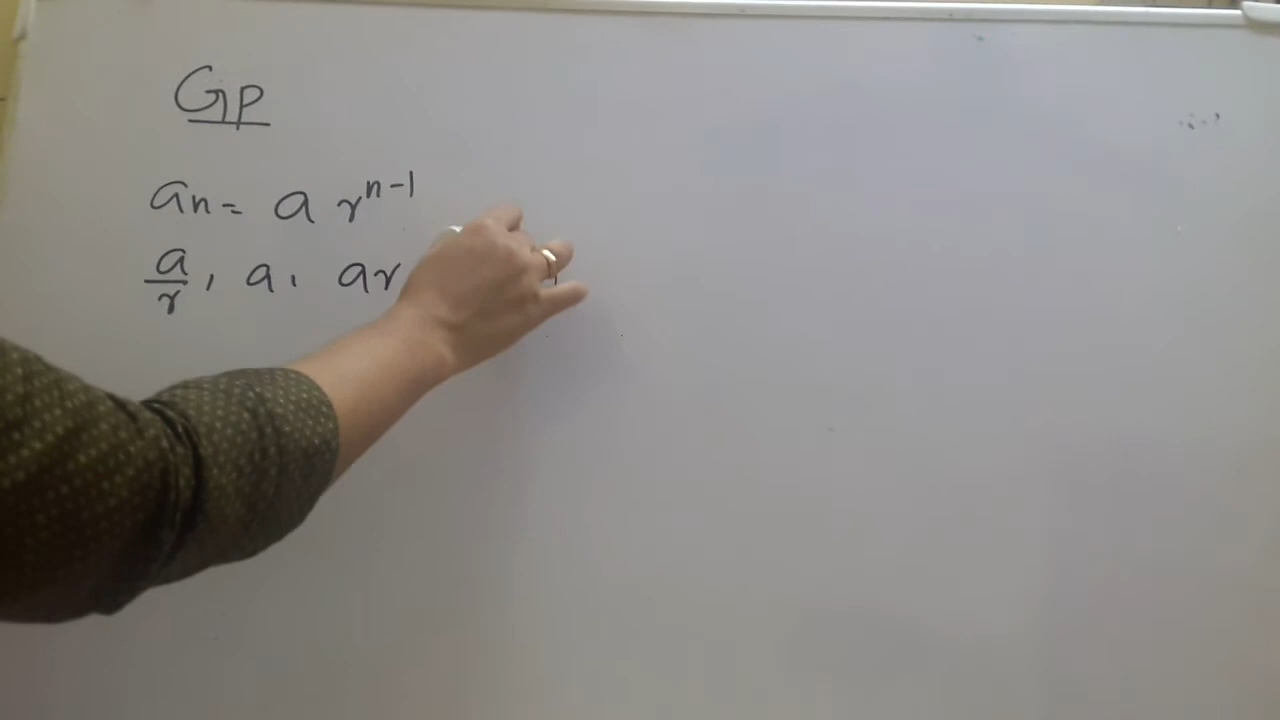 GP
an = a r^{n-1}
a/r, a, ar